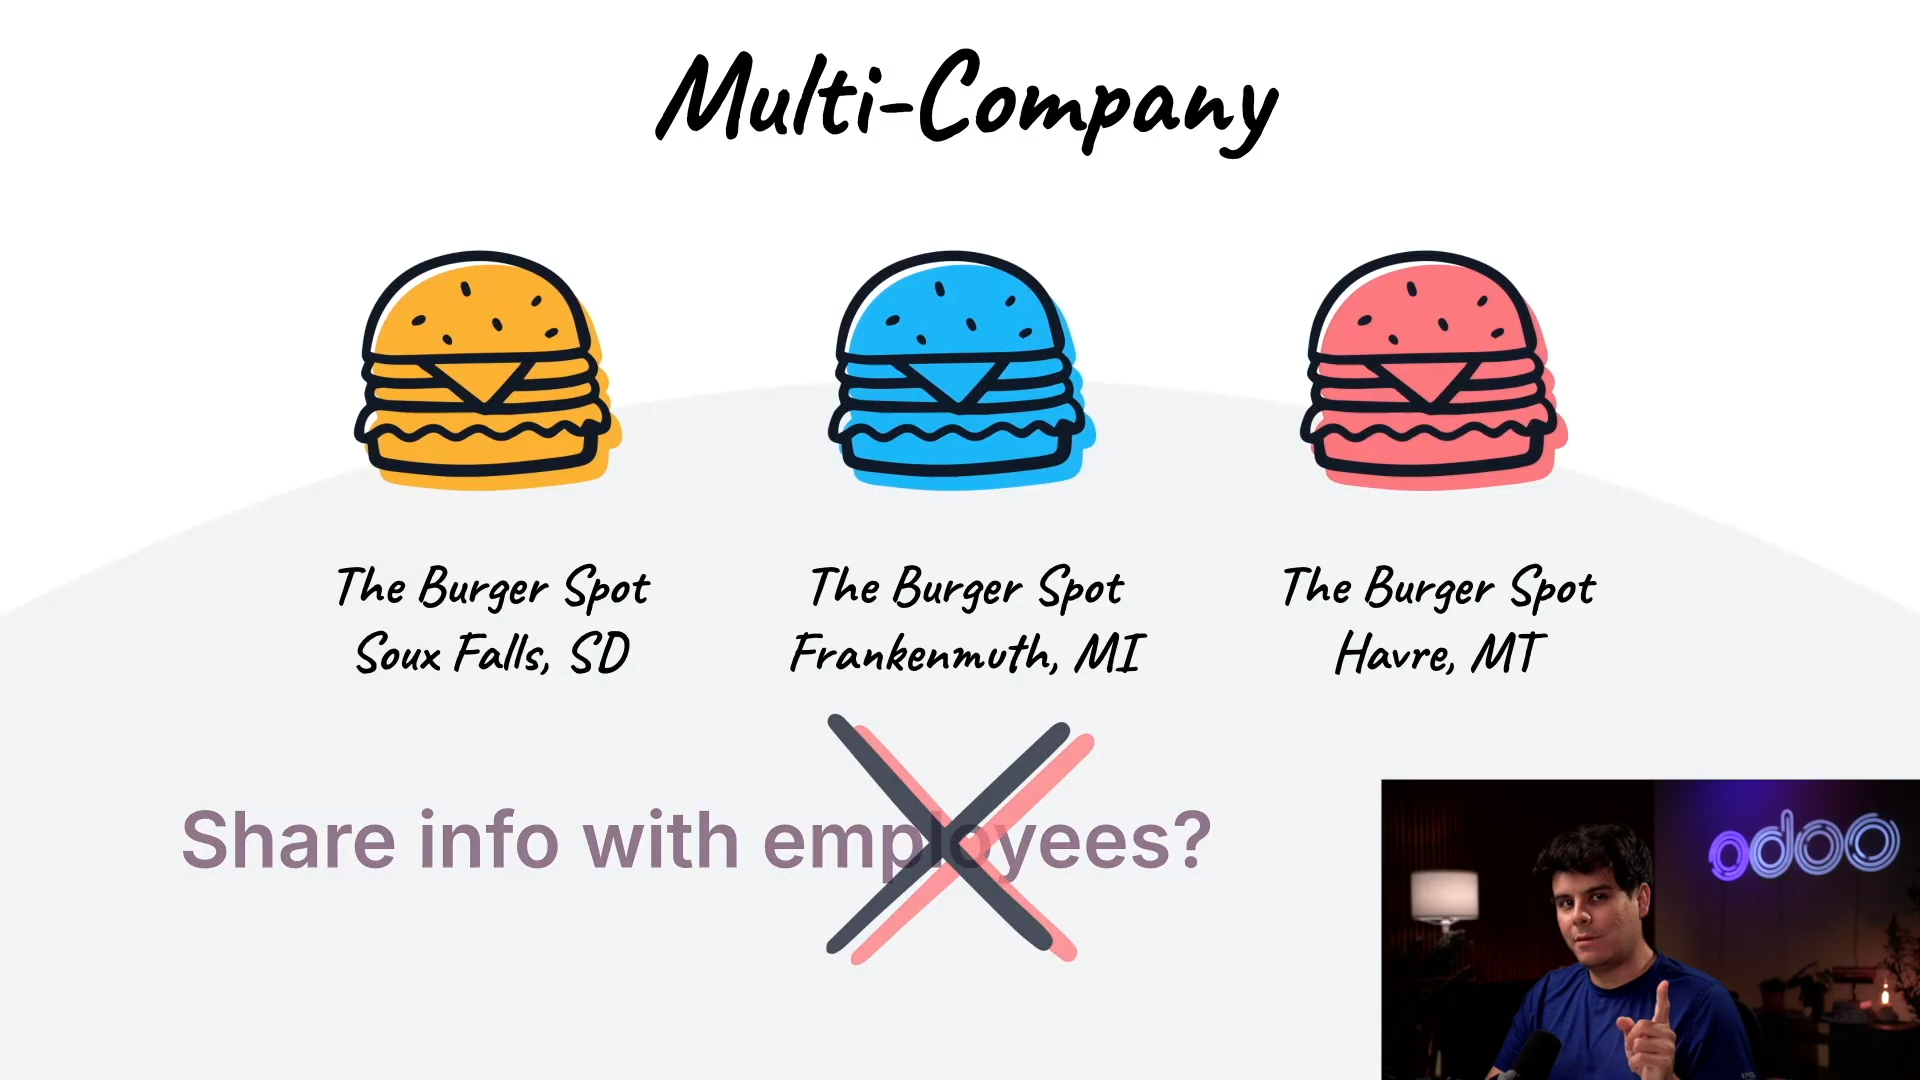 Multi-Company
The Burger Spot
Soux Falls, SD
The Burger Spot
Frankenmuth, MI
The Burger Spot
Havre, MT
Share info with employees?
odoo